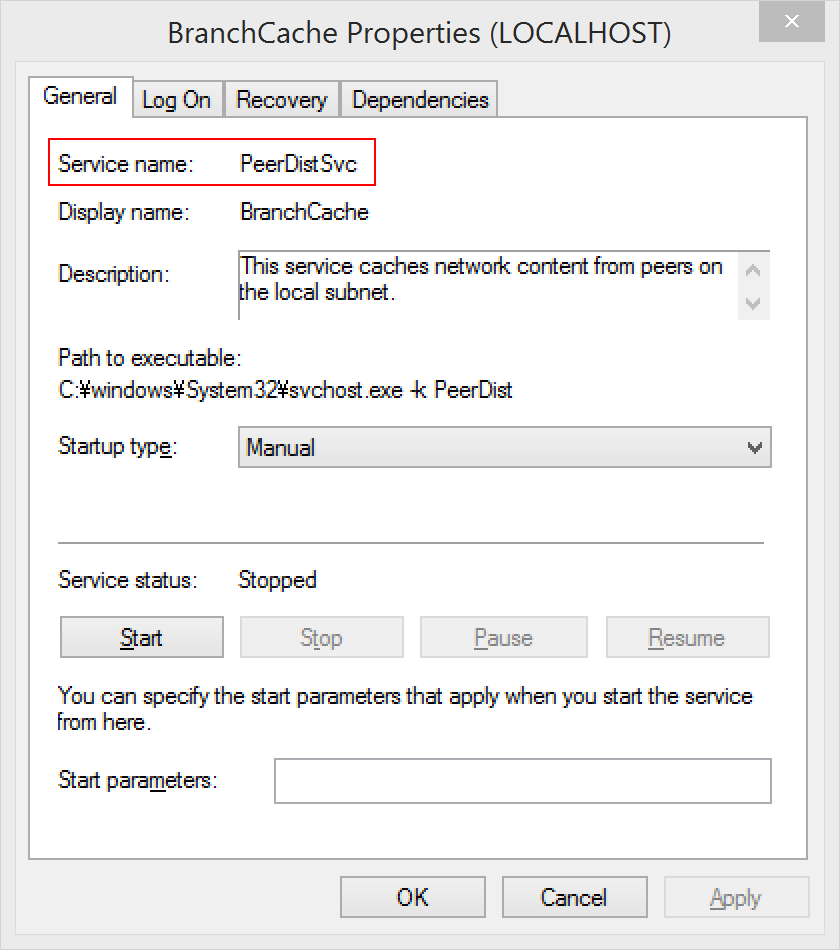 BranchCache Properties (LOCALHOST)
General Log On Recovery Dependencies
Service name: PeerDistSvc
Display name: BranchCache
Description: This service caches network content from peers on
the local subnet.
Path to executable:
C:¥windows¥System32¥svchost.exe -k PeerDist
Startup type: Manual
Service status: Stopped
Start Stop Pause Resume
You can specify the start parameters that apply when you start the service
from here.
Start parameters:
OK Cancel Apply